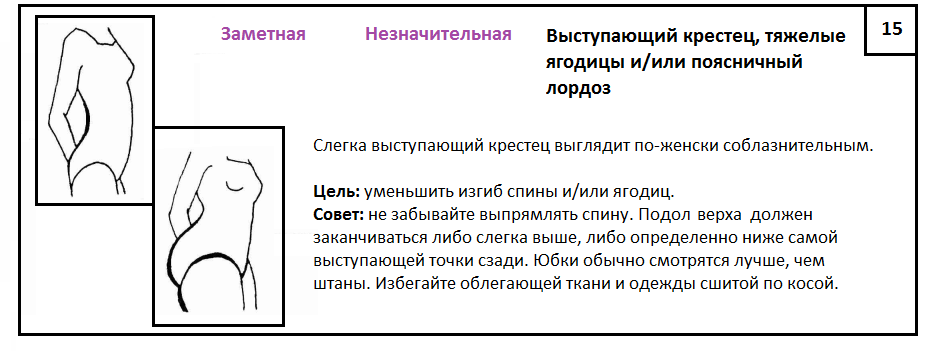 Заметная Незначительная Выступающий крестец, тяжелые 15
ягодицы и/или поясничный
лордоз
Слегка выступающий крестец выглядит по-женски соблазнительным.
Цель: уменьшить изгиб спины и/или ягодиц.
Совет: не забывайте выпрямлять спину. Подол верха должен
заканчиваться либо слегка выше, либо определенно ниже самой
выступающей точки сзади. Юбки обычно смотрятся лучше, чем
штаны. Избегайте облегающей ткани и одежды сшитой по косой.